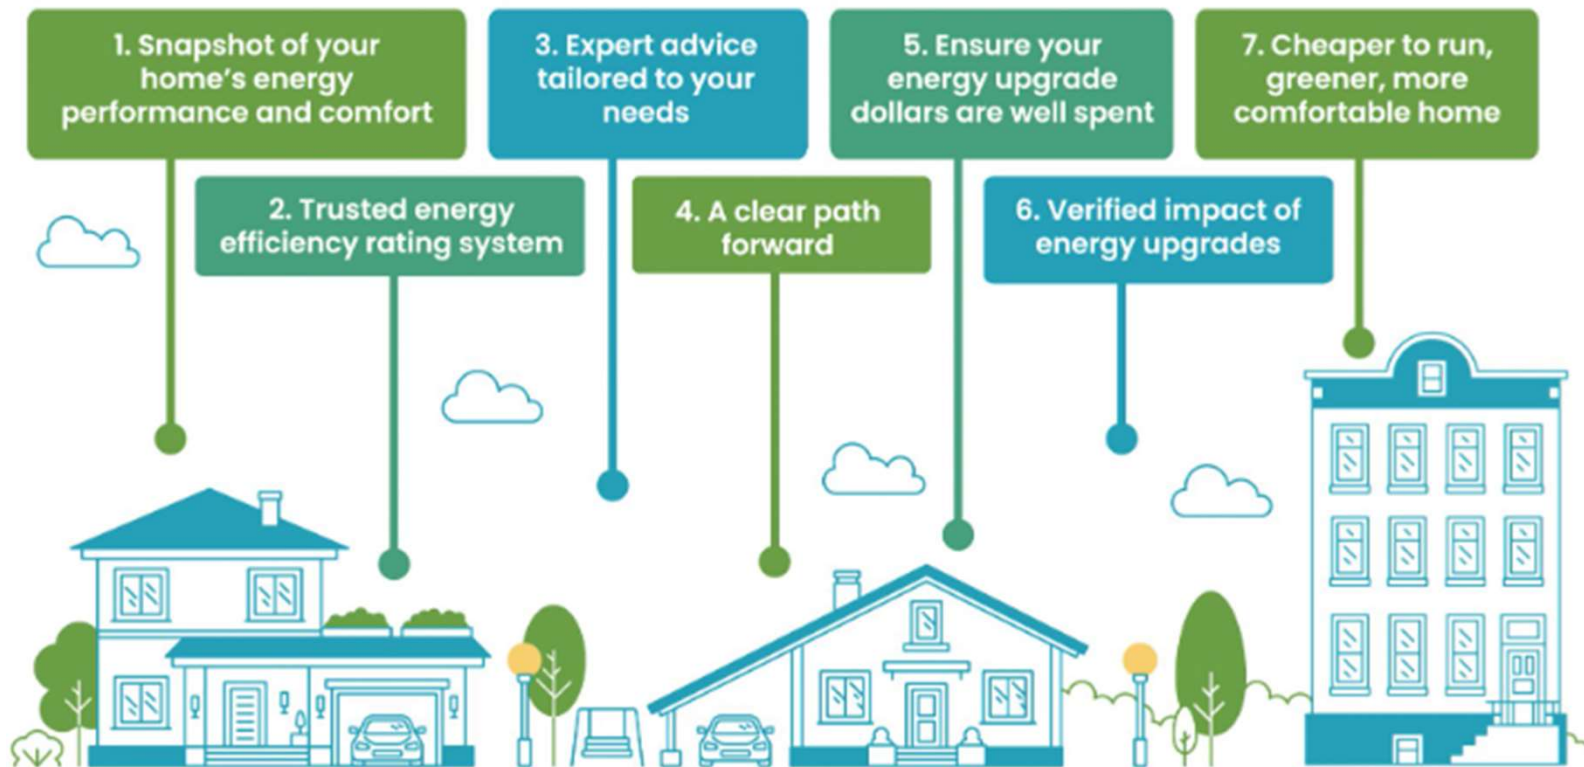 1. Snapshot of your
home's energy
performance and comfort
2. Trusted energy
efficiency rating system
3. Expert advice
tailored to your
needs
4. A clear path
forward
5. Ensure your
energy upgrade
dollars are well spent
6. Verified impact of
energy upgrades
7. Cheaper to run,
greener, more
comfortable home